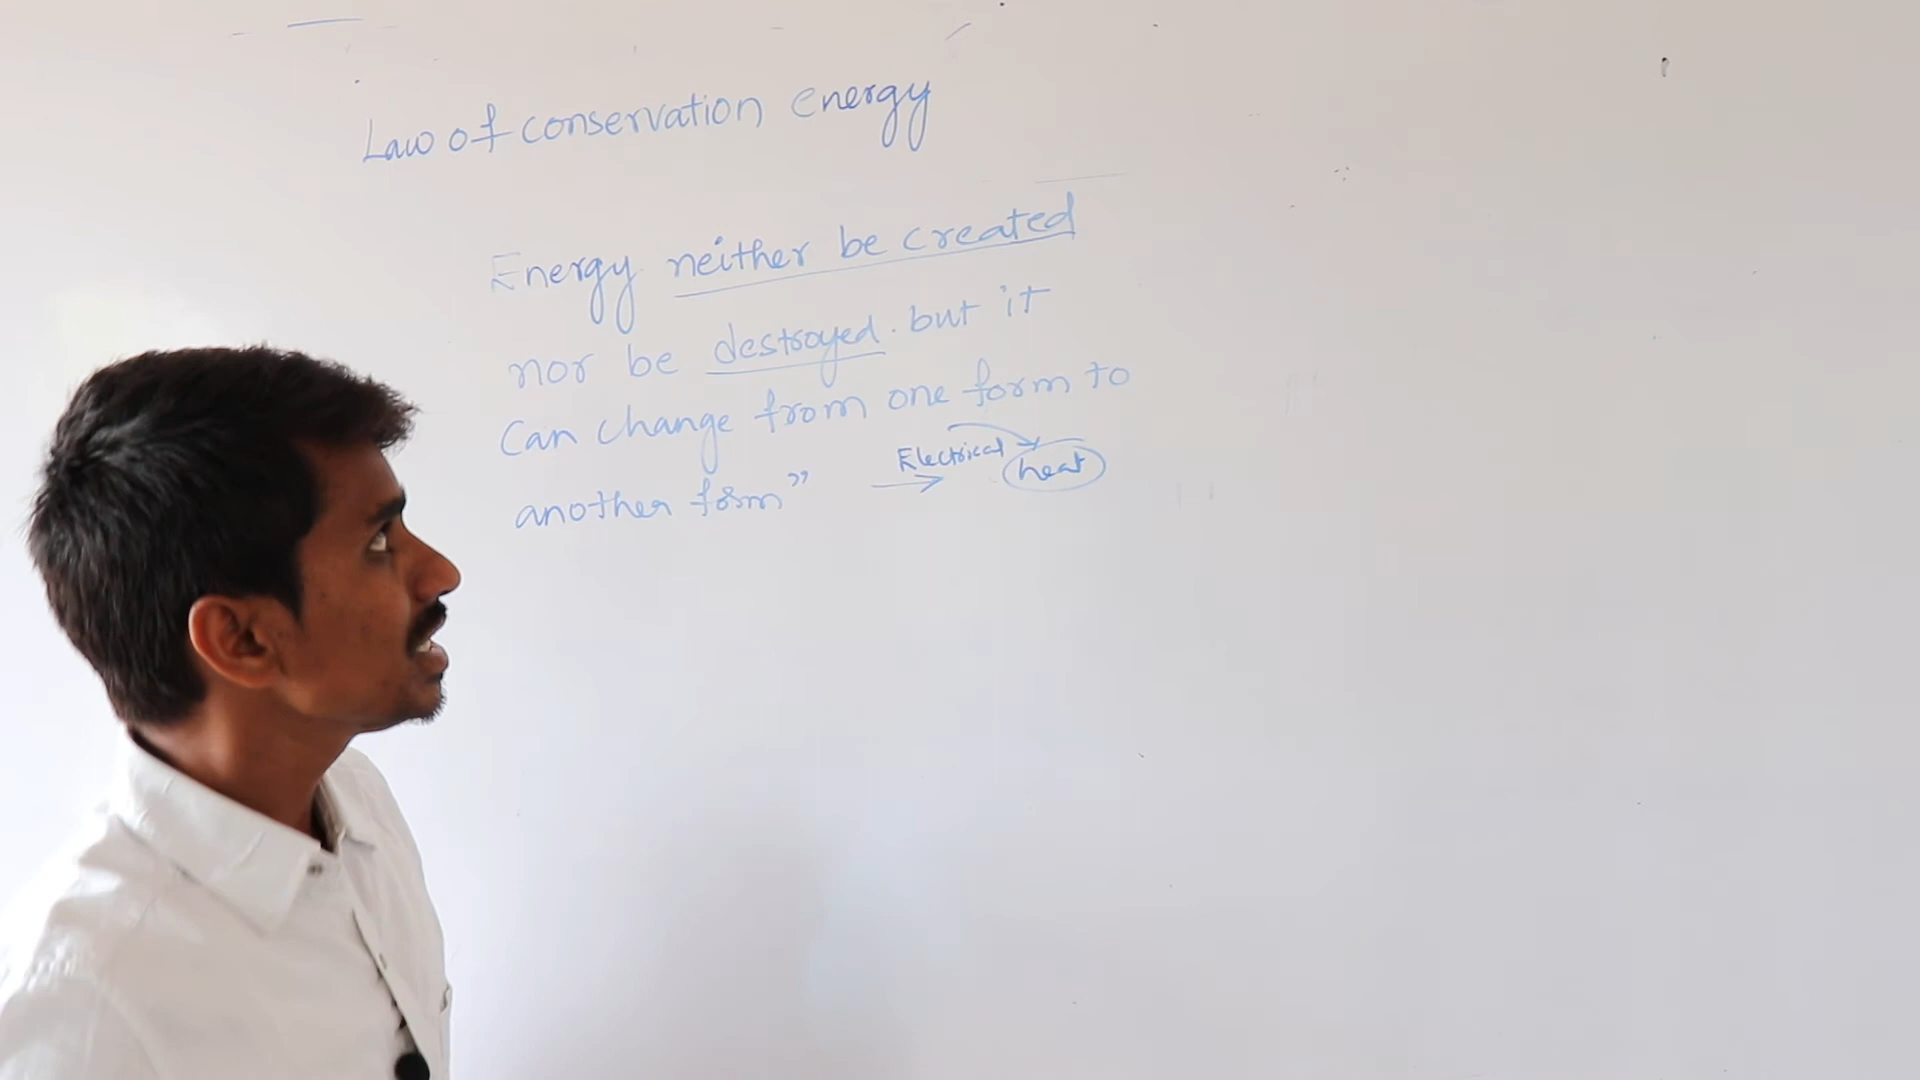 Law of conservation energy
Energy neither be created
nor be destroyed. but it
Can change from one form to
another form" → Electrical heat